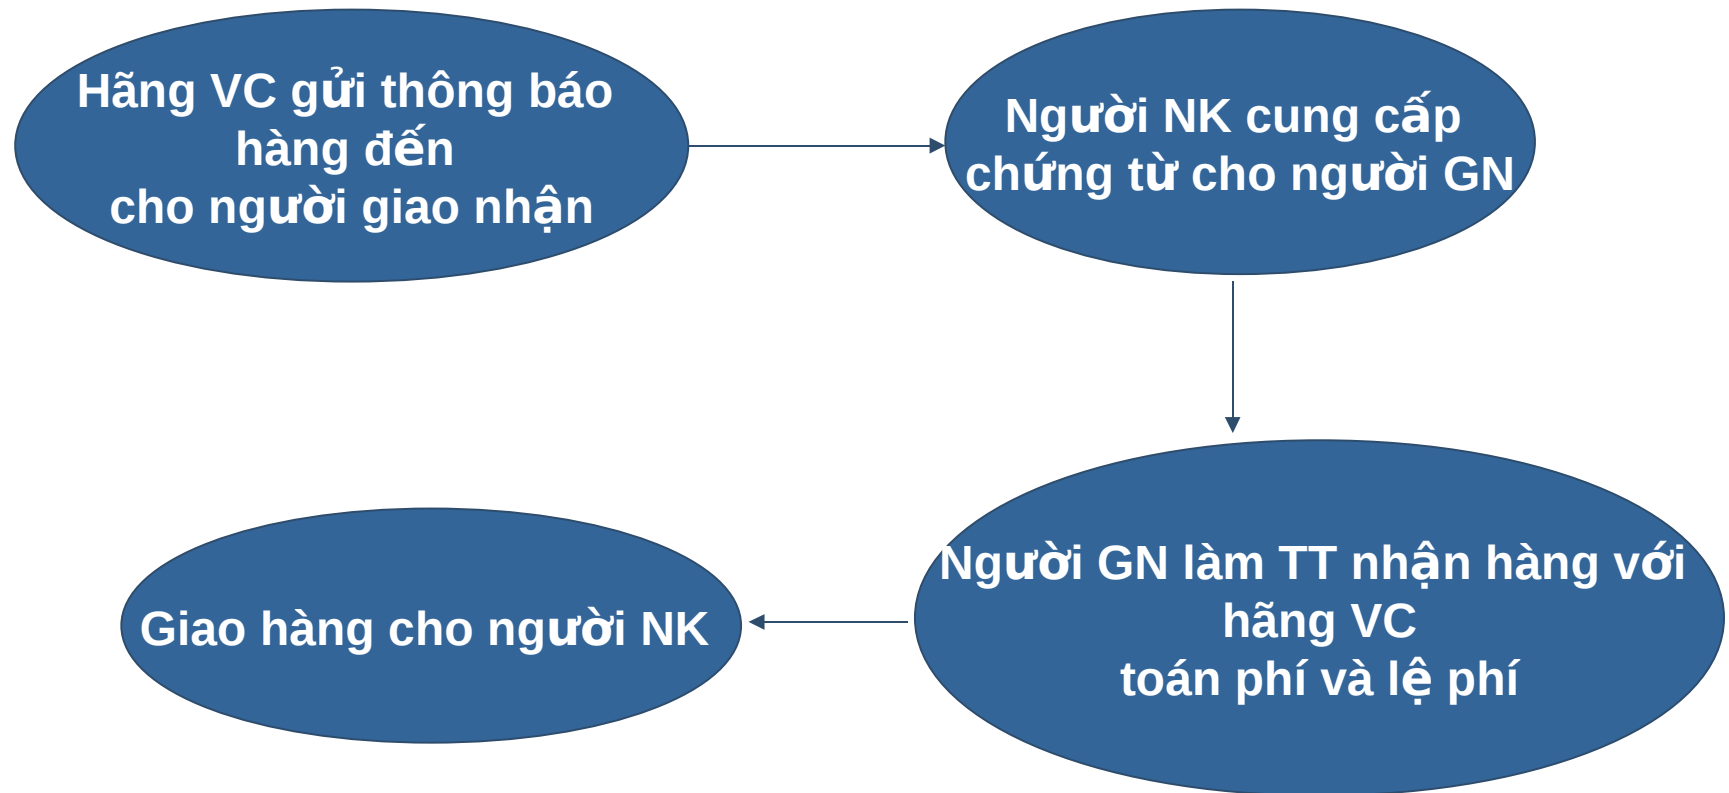 Hãng VC gửi thông báo
hàng đến
cho người giao nhận
Người NK cung cấp
chứng từ cho người GN
Người GN làm TT nhận hàng với
hãng VC
toán phí và lệ phí
Giao hàng cho người NK